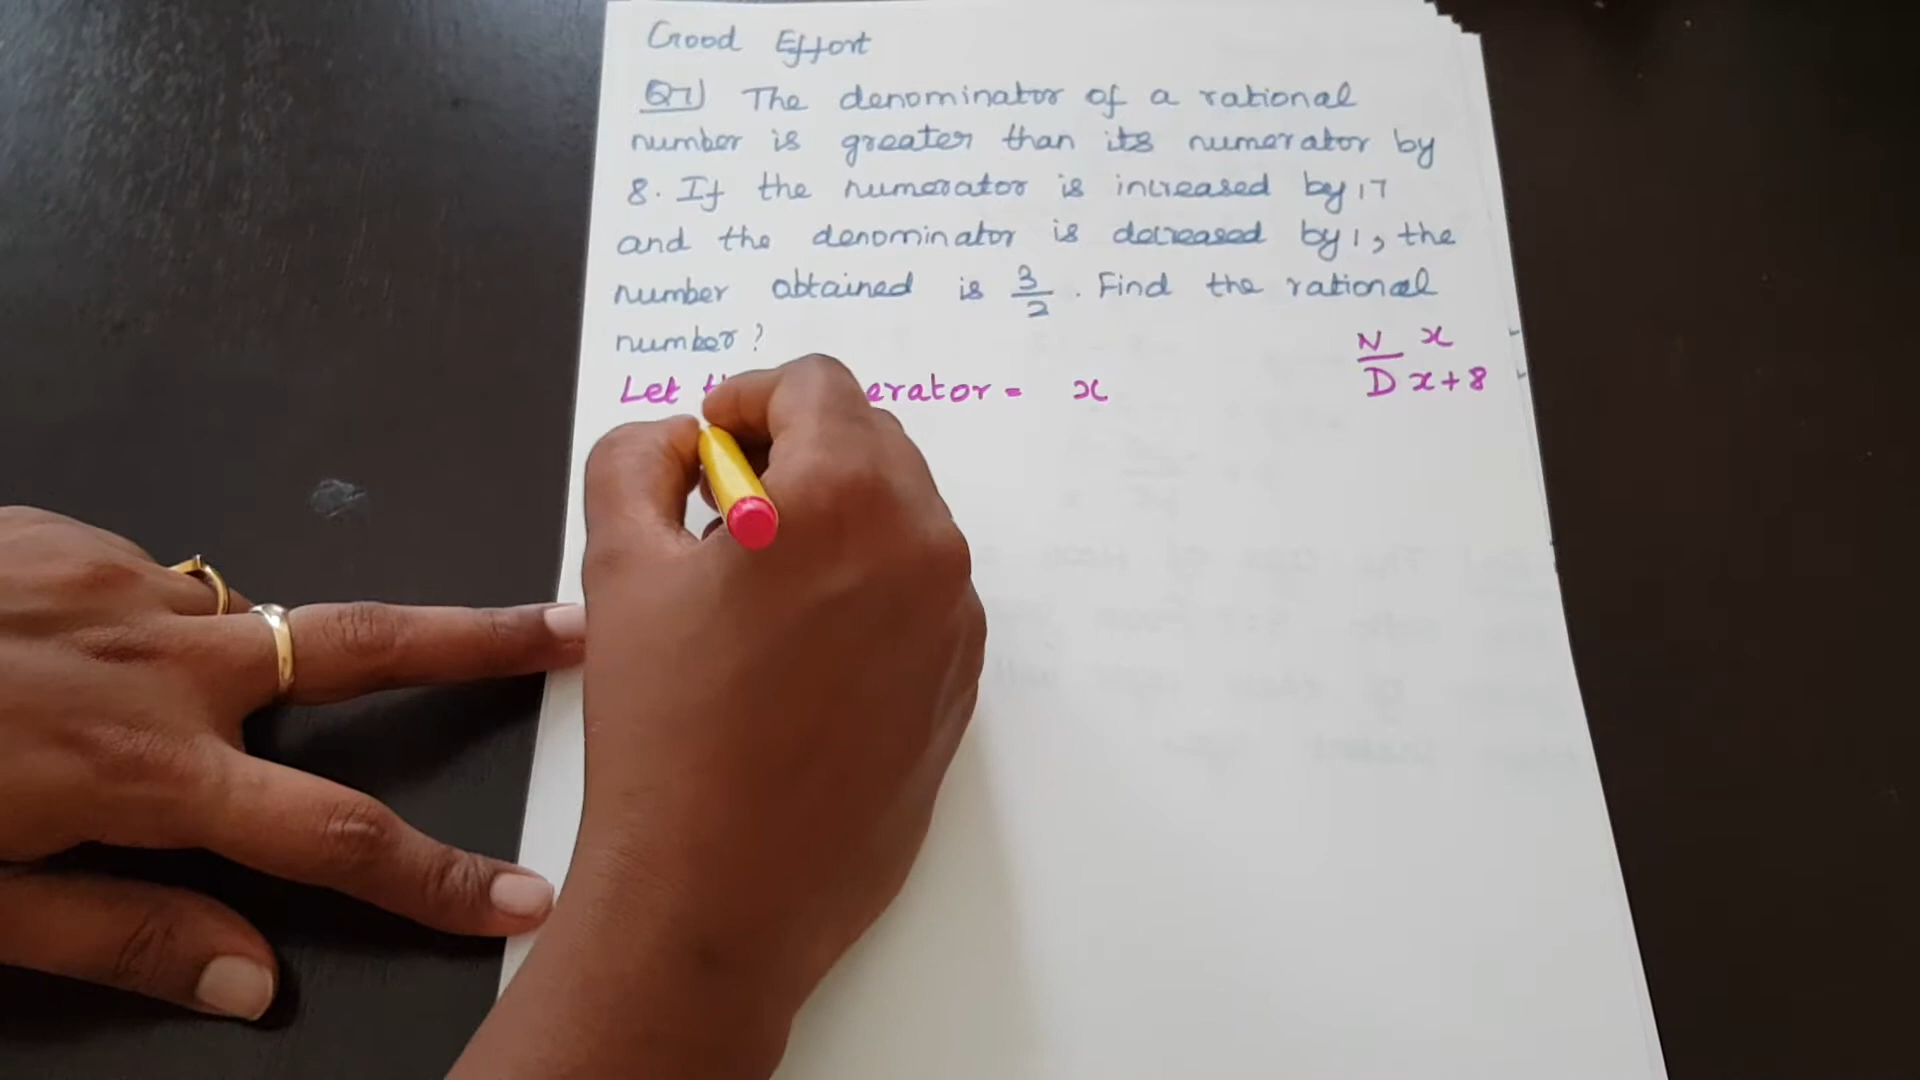 Good Effort
Q7) The denominator of a rational
number is greater than its numerator by
8. If the numerator is increased by 17
and the denominator is decreased by 1, the
number obtained is 3/2. Find the rational
number?
N x
D x+8
Let erator = x